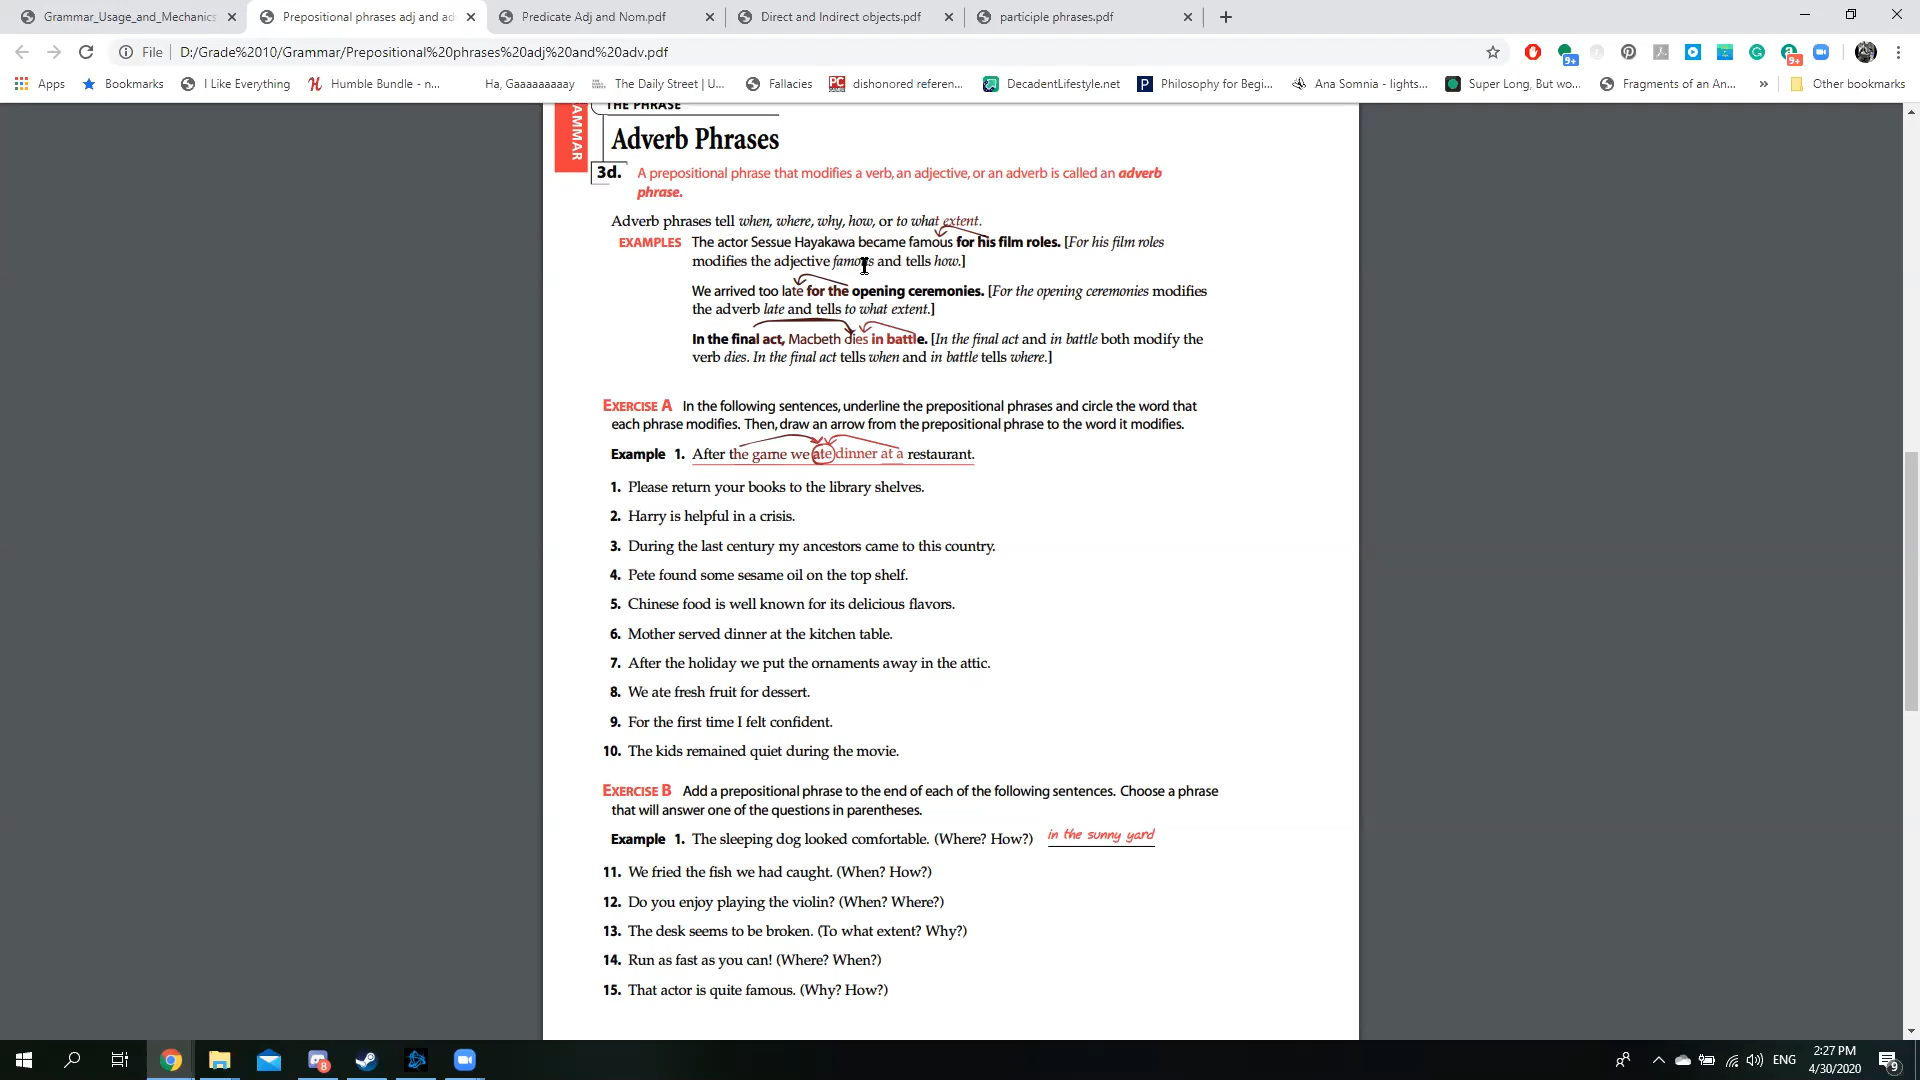 Grammar_Usage_and_Mechanics
Prepositional phrases adj and ad
Predicate Adj and Nom.pdf
Direct and Indirect objects.pdf
participle phrases.pdf
File
D:/Grade%2010/Grammar/Prepositional%20phrases%20adj%20and%20adv.pdf
Apps
Bookmarks
I Like Everything
Humble Bundle - n...
Ha, Gaaaaaaaay
The Daily Street | U...
Fallacies
dishonored referen...
DecadentLifestyle.net
Philosophy for Begi...
Ana Somnia - lights...
Super Long, But wo...
Fragments of an An...
Other bookmarks
AMMAR
THE PHRASE
Adverb Phrases
3d. A prepositional phrase that modifies a verb, an adjective, or an adverb is called an adverb
phrase.
Adverb phrases tell when, where, why, how, or to what extent.
EXAMPLES The actor Sessue Hayakawa became famous for his film roles. [For his film roles
modifies the adjective famous and tells how.]
We arrived too late for the opening ceremonies. [For the opening ceremonies modifies
the adverb late and tells to what extent.]
In the final act, Macbeth dies in battle. [In the final act and in battle both modify the
verb dies. In the final act tells when and in battle tells where.]
EXERCISE A In the following sentences, underline the prepositional phrases and circle the word that
each phrase modifies. Then, draw an arrow from the prepositional phrase to the word it modifies.
Example 1. After the game we ate dinner at a restaurant.
1. Please return your books to the library shelves.
2. Harry is helpful in a crisis.
3. During the last century my ancestors came to this country.
4. Pete found some sesame oil on the top shelf.
5. Chinese food is well known for its delicious flavors.
6. Mother served dinner at the kitchen table.
7. After the holiday we put the ornaments away in the attic.
8. We ate fresh fruit for dessert.
9. For the first time I felt confident.
10. The kids remained quiet during the movie.
EXERCISE B Add a prepositional phrase to the end of each of the following sentences. Choose a phrase
that will answer one of the questions in parentheses.
Example 1. The sleeping dog looked comfortable. (Where? How?) in the sunny yard
11. We fried the fish we had caught. (When? How?)
12. Do you enjoy playing the violin? (When? Where?)
13. The desk seems to be broken. (To what extent? Why?)
14. Run as fast as you can! (Where? When?)
15. That actor is quite famous. (Why? How?)
ENG
2:27 PM
4/30/2020